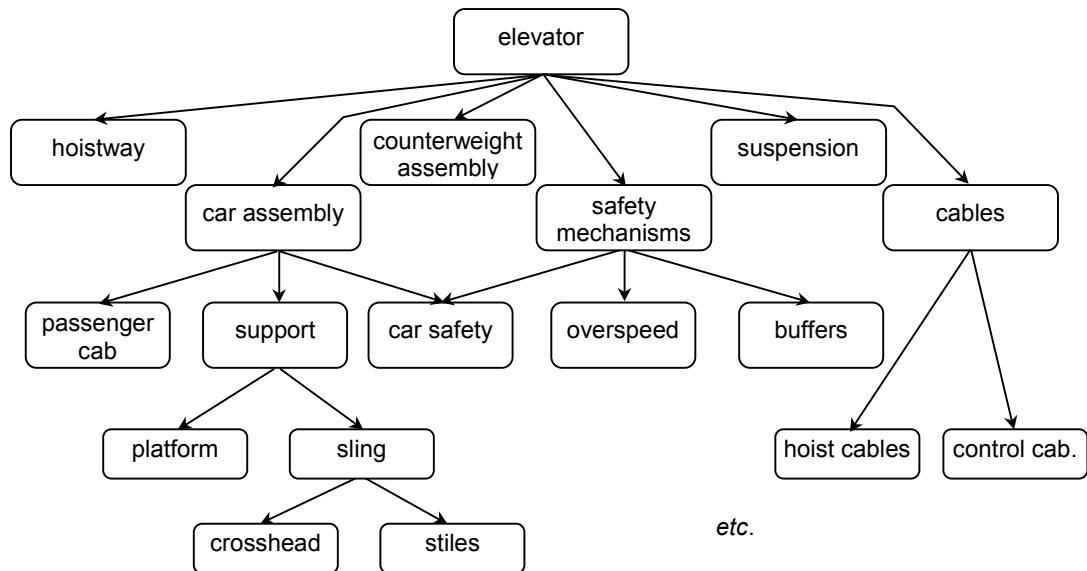 elevator
hoistway
counterweight
assembly
suspension
car assembly
safety
mechanisms
cables
passenger
cab
support
car safety
overspeed
buffers
platform
sling
hoist cables
control cab.
crosshead
stiles
etc.